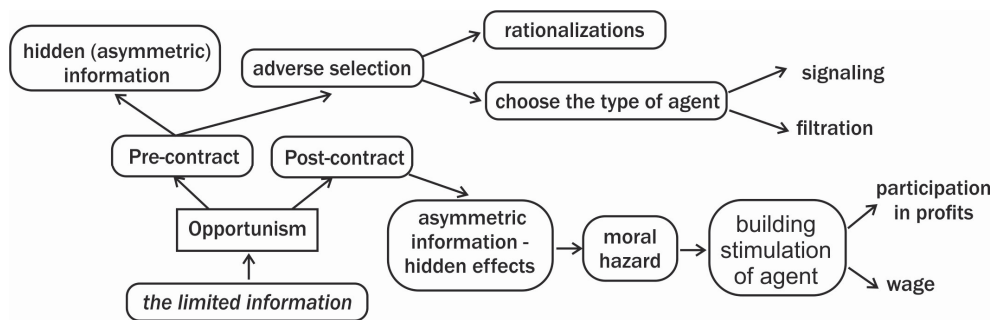 rationalizations
hidden (asymmetric)
information
adverse selection
signaling
choose the type of agent
filtration
Pre-contract
Post-contract
participation
in profits
asymmetric
information -
hidden effects
Opportunism
moral
hazard
building
stimulation
of agent
wage
the limited information